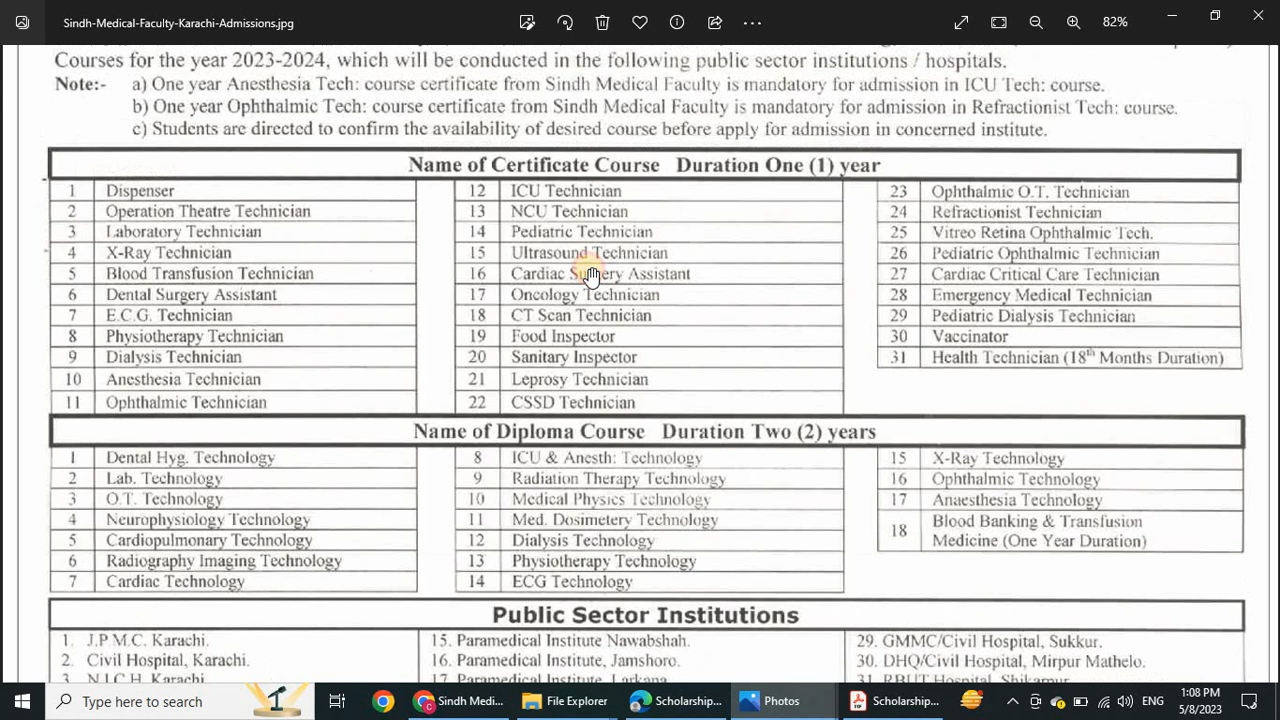 Sindh-Medical-Faculty-Karachi-Admissions.jpg
82%
Courses for the year 2023-2024, which will be conducted in the following public sector institutions / hospitals.
Note:- a) One year Anesthesia Tech: course certificate from Sindh Medical Faculty is mandatory for admission in ICU Tech: course.
b) One year Ophthalmic Tech: course certificate from Sindh Medical Faculty is mandatory for admission in Refractionist Tech: course.
c) Students are directed to confirm the availability of desired course before apply for admission in concerned institute.
Name of Certificate Course Duration One (1) year
1 Dispenser
2 Operation Theatre Technician
3 Laboratory Technician
4 X-Ray Technician
5 Blood Transfusion Technician
6 Dental Surgery Assistant
7 E.C.G. Technician
8 Physiotherapy Technician
9 Dialysis Technician
10 Anesthesia Technician
11 Ophthalmic Technician
12 ICU Technician
13 NCU Technician
14 Pediatric Technician
15 Ultrasound Technician
16 Cardiac Surgery Assistant
17 Oncology Technician
18 CT Scan Technician
19 Food Inspector
20 Sanitary Inspector
21 Leprosy Technician
22 CSSD Technician
23 Ophthalmic O.T. Technician
24 Refractionist Technician
25 Vitreo Retina Ophthalmic Tech.
26 Pediatric Ophthalmic Technician
27 Cardiac Critical Care Technician
28 Emergency Medical Technician
29 Pediatric Dialysis Technician
30 Vaccinator
31 Health Technician (18th Months Duration)
Name of Diploma Course Duration Two (2) years
1 Dental Hyg. Technology
2 Lab. Technology
3 O.T. Technology
4 Neurophysiology Technology
5 Cardiopulmonary Technology
6 Radiography Imaging Technology
7 Cardiac Technology
8 ICU & Anesth: Technology
9 Radiation Therapy Technology
10 Medical Physics Technology
11 Med. Dosimetery Technology
12 Dialysis Technology
13 Physiotherapy Technology
14 ECG Technology
15 X-Ray Technology
16 Ophthalmic Technology
17 Anaesthesia Technology
18 Blood Banking & Transfusion
Medicine (One Year Duration)
Public Sector Institutions
1. J.P.M.C. Karachi.
2. Civil Hospital, Karachi.
3. N.I.C.H. Karachi
15. Paramedical Institute Nawabshah.
16. Paramedical Institute, Jamshoro.
17. Paramedical Institute, Larkana
29. GMMC/Civil Hospital, Sukkur.
30. DHQ/Civil Hospital, Mirpur Mathelo.
31. RBUT Hospital, Shikarpur
Type here to search
Sindh Medi...
File Explorer
Scholarship...
Photos
Scholarship...
ENG
1:08 PM
5/8/2023